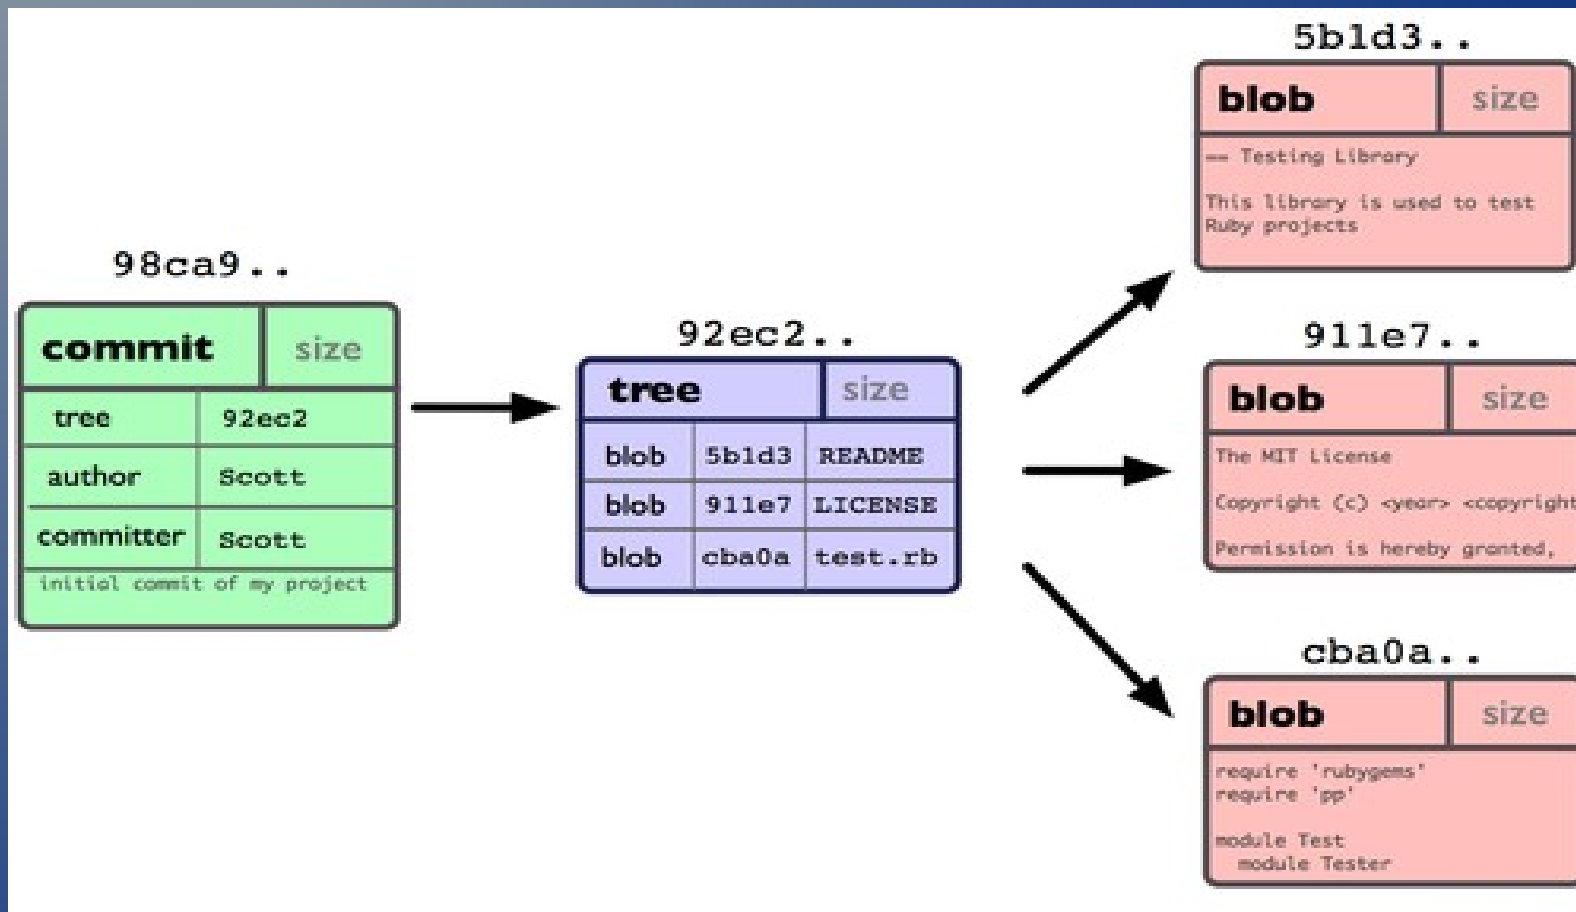 98ca9..
commit size
tree 92ec2
author Scott
committer Scott
initial commit of my project
92ec2..
tree size
blob 5b1d3 README
blob 911e7 LICENSE
blob cba0a test.rb
5b1d3..
blob size
== Testing Library
This library is used to test
Ruby projects
911e7..
blob size
The MIT License
Copyright (c) <year> <copyright
Permission is hereby granted,
cba0a..
blob size
require 'rubygems'
require 'pp'
module Test
module Tester